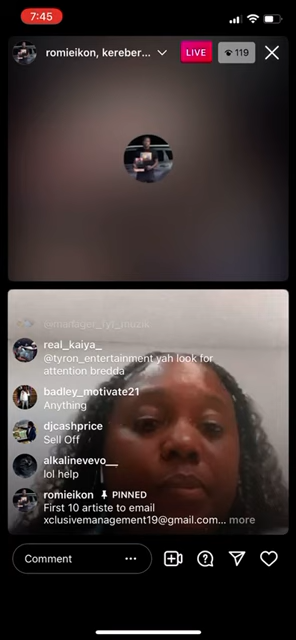 7:45
romieikon, kereber...
LIVE
119
real_kaiya_
@tyron_entertainment yah look for
attention bredda
badley_motivate21
Anything
djcashprice
Sell Off
alkalinevevo__
lol help
romieikon PINNED
First 10 artiste to email
xclusivemanagement19@gmail.com... more
Comment